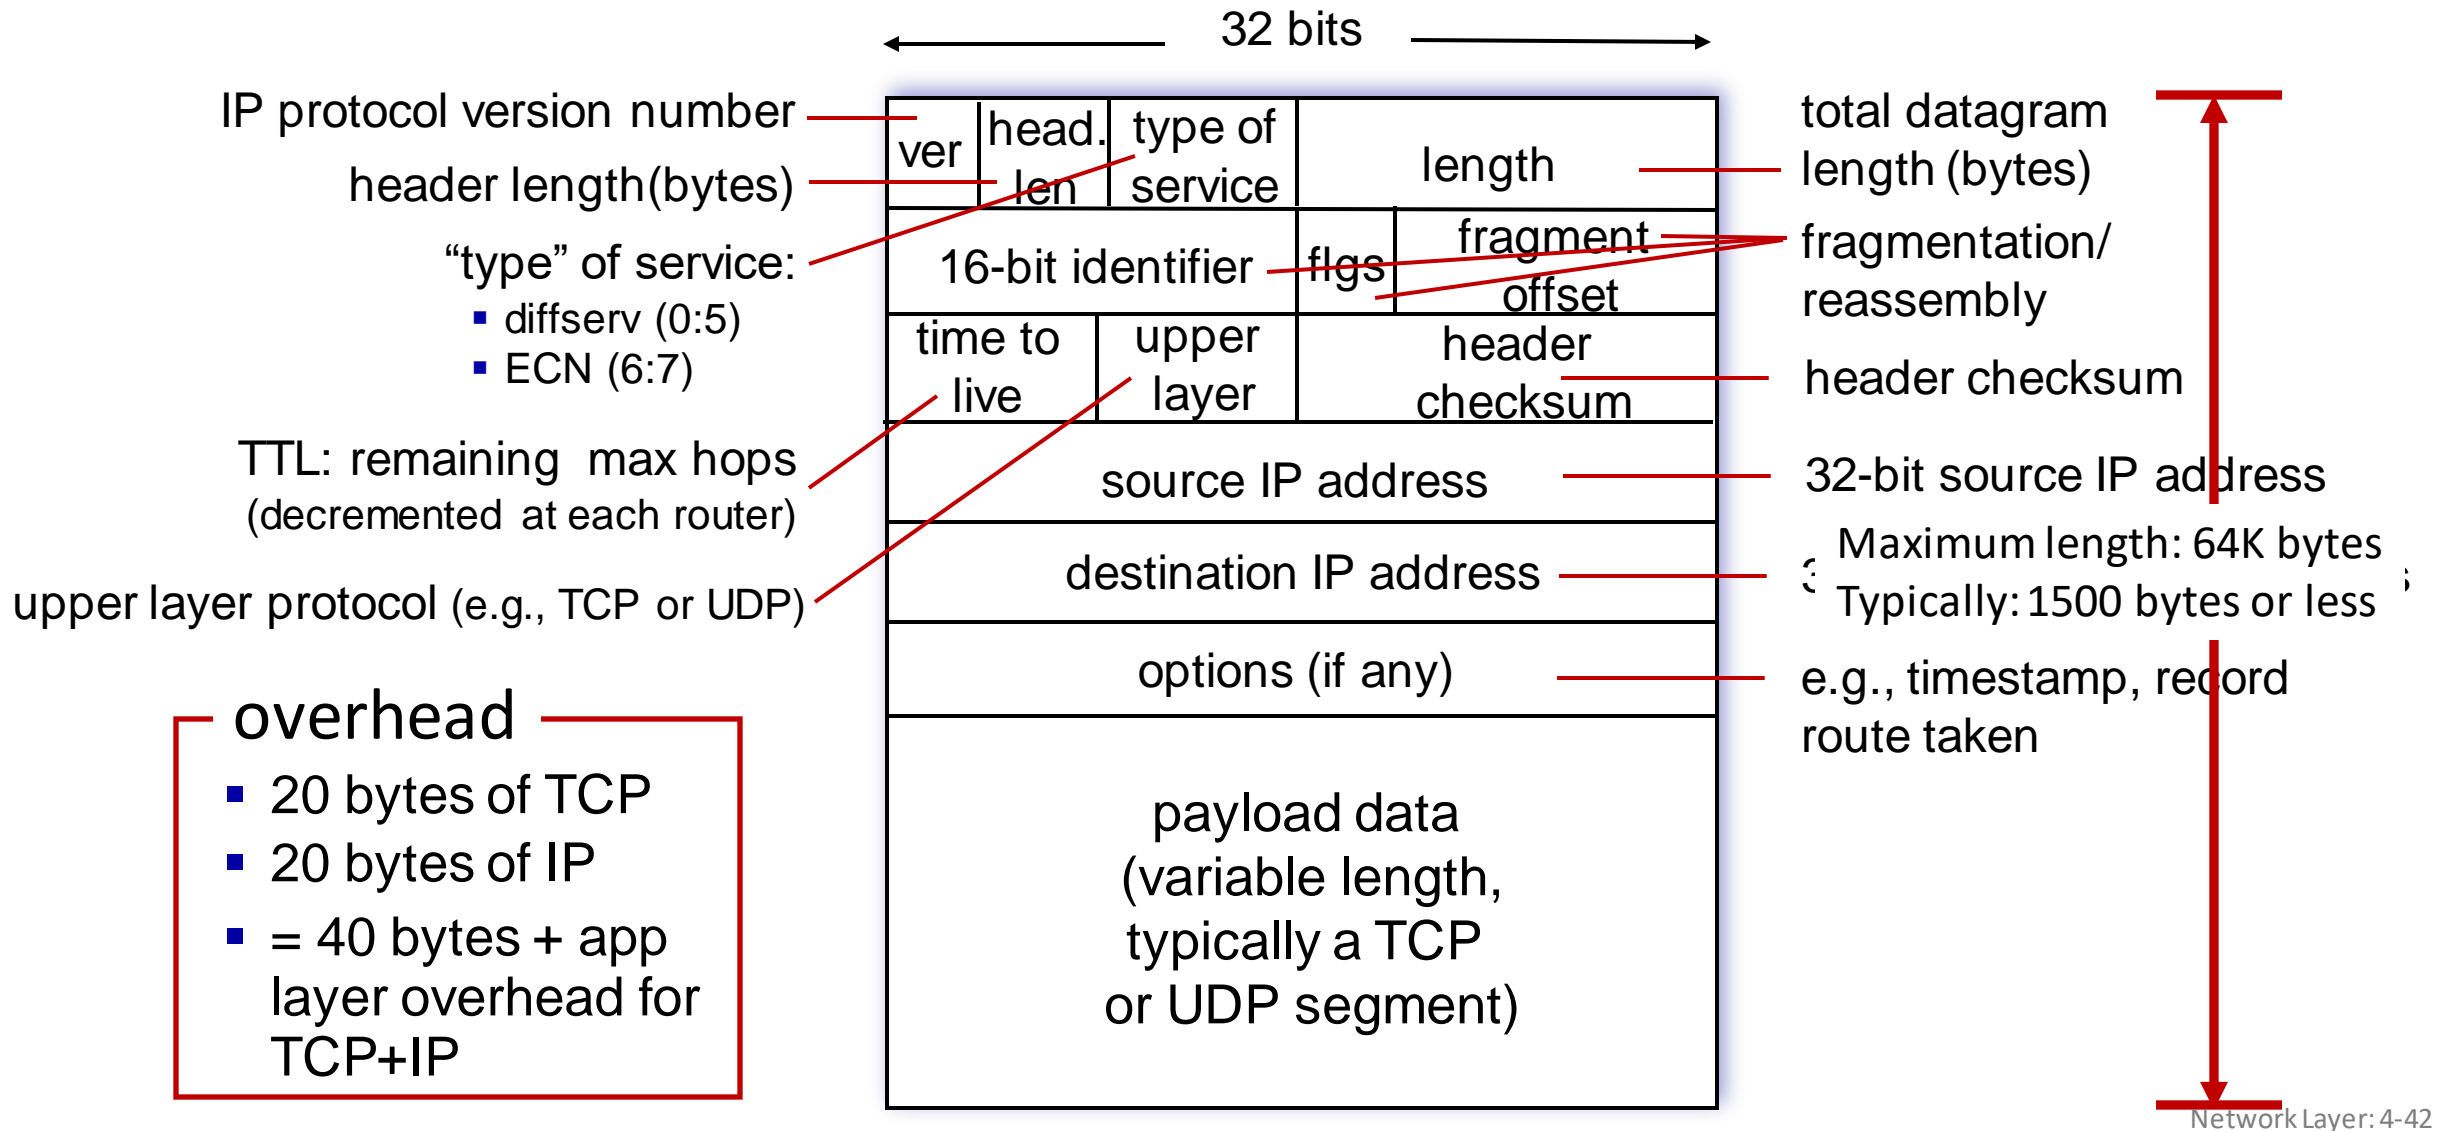 32 bits
IP protocol version number
header length(bytes)
“type” of service:
▪ diffserv (0:5)
▪ ECN (6:7)
TTL: remaining max hops
(decremented at each router)
upper layer protocol (e.g., TCP or UDP)
overhead
▪ 20 bytes of TCP
▪ 20 bytes of IP
▪ = 40 bytes + app
layer overhead for
TCP+IP
ver
head.
len
type of
service
length
16-bit identifier
flgs
fragment
offset
time to
live
upper
layer
header
checksum
source IP address
destination IP address
options (if any)
payload data
(variable length,
typically a TCP
or UDP segment)
total datagram
length (bytes)
fragmentation/
reassembly
header checksum
32-bit source IP address
Maximum length: 64K bytes
Typically: 1500 bytes or less
e.g., timestamp, record
route taken
Network Layer: 4-42